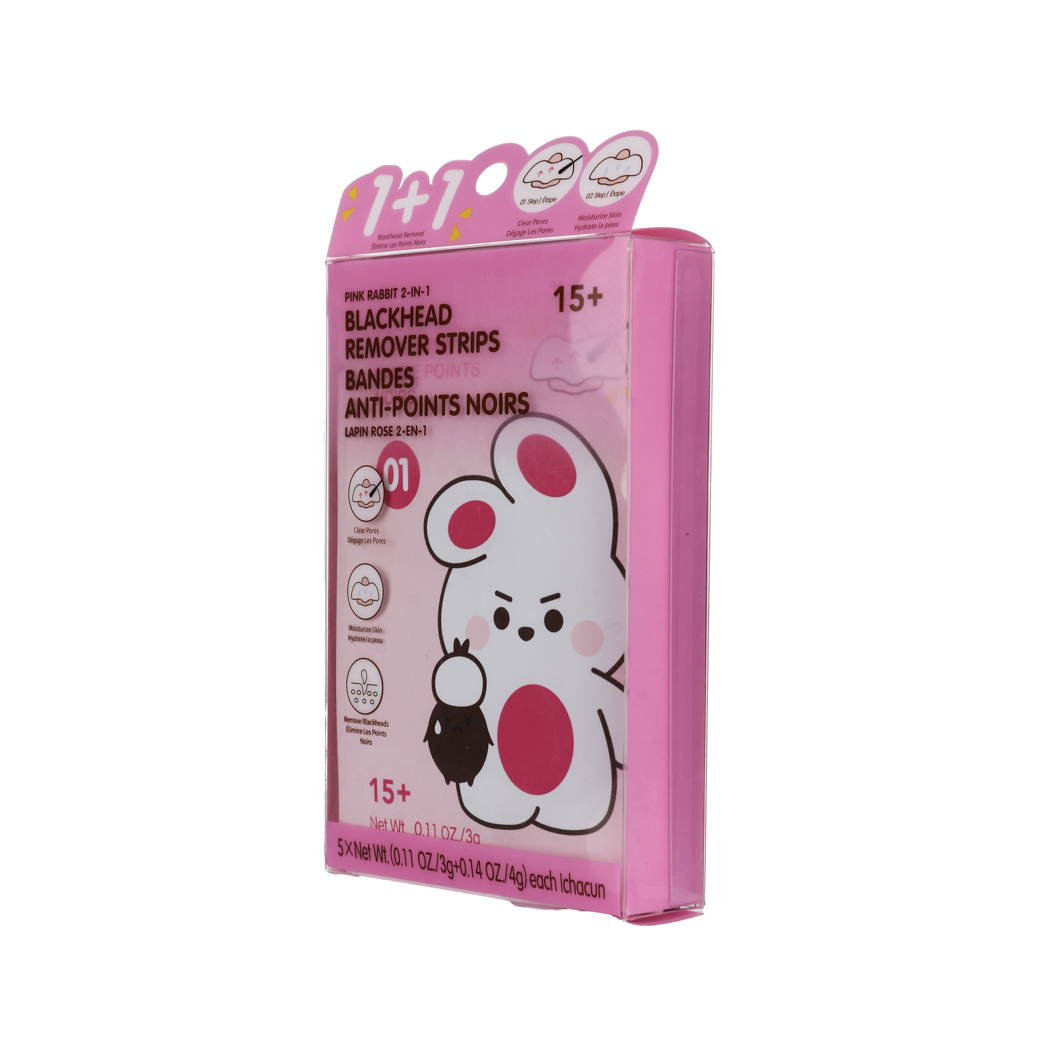 1+1
Blackhead Removal
Élimine Les Points Noirs
01 Step | Étape
Clear Pores
Dégage Les Pores
02 Step | Étape
Moisturize Skin
Hydrate la peau
PINK RABBIT 2-IN-1
15+
BLACKHEAD
REMOVER STRIPS
BANDES
ANTI-POINTS NOIRS
LAPIN ROSE 2-EN-1
POINTS
01
Clear Pores
Dégage Les Pores
Moisturize Skin
Hydrate la peau
Remove Blackheads
Élimine Les Points
Noirs
15+
Net Wt. 0.11 OZ./3g
5×Net Wt. (0.11 OZ./3g+0.14 OZ./4g) each Ichacun